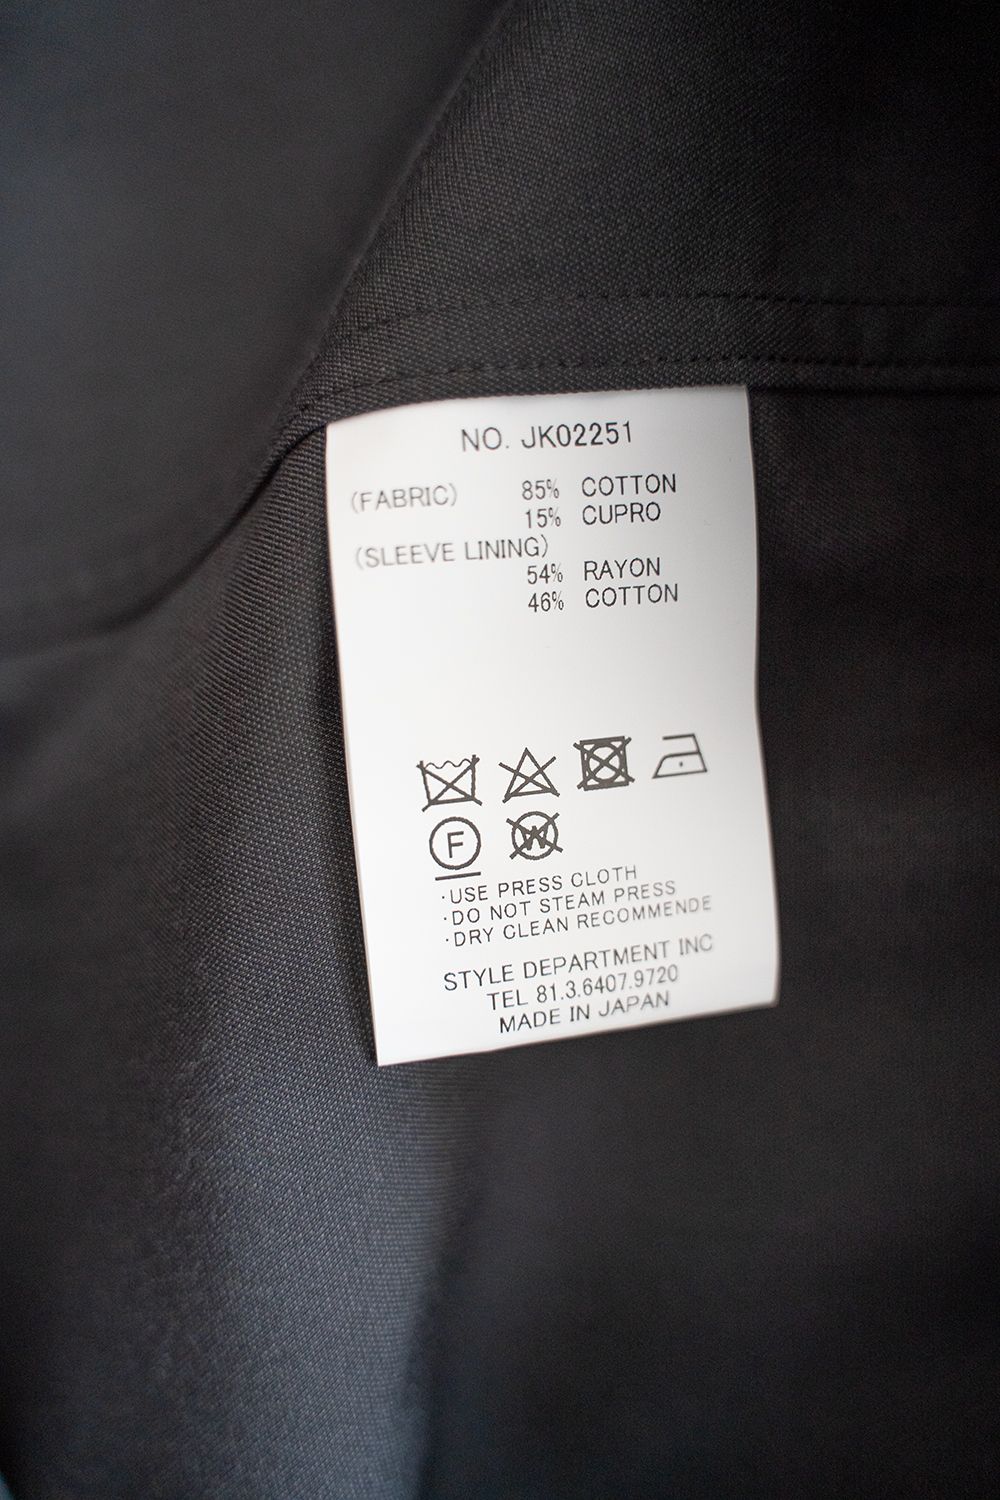 NO. JK02251
(FABRIC) 85% COTTON
15% CUPRO
(SLEEVE LINING)
54% RAYON
46% COTTON
F W
·USE PRESS CLOTH
·DO NOT STEAM PRESS
·DRY CLEAN RECOMMENDE
STYLE DEPARTMENT INC
TEL 81.3.6407.9720
MADE IN JAPAN